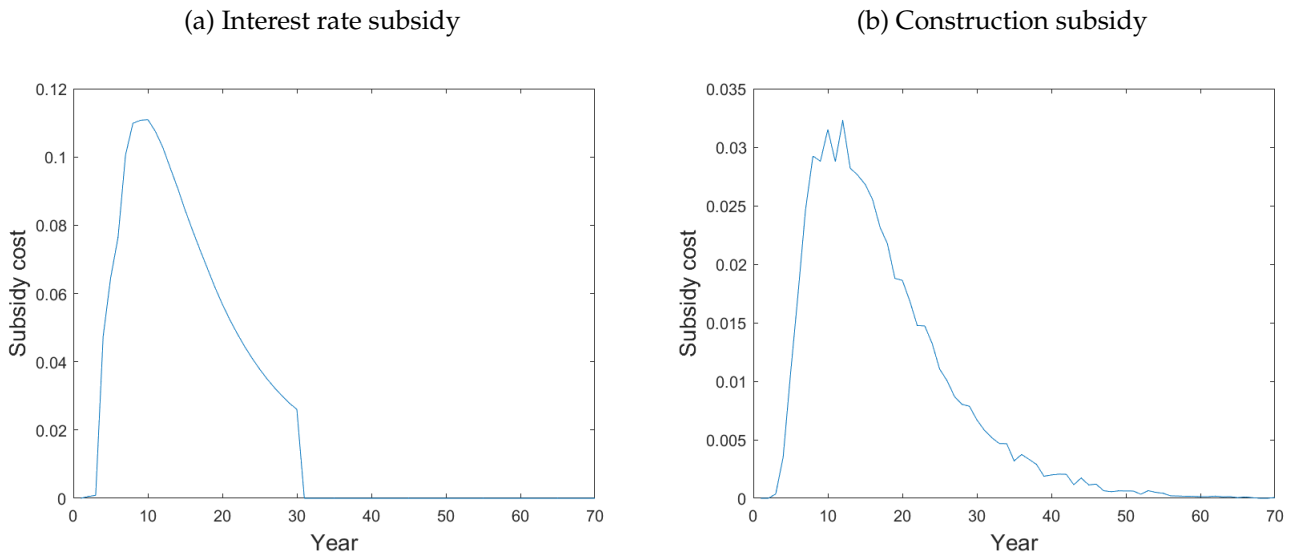 (a) Interest rate subsidy
0.12
0.1
0.08
0.06
0.04
0.02
0
Subsidy cost
0 10 20 30 40 50 60 70
Year
(b) Construction subsidy
0.035
0.03
0.025
0.02
0.015
0.01
0.005
0
Subsidy cost
0 10 20 30 40 50 60 70
Year